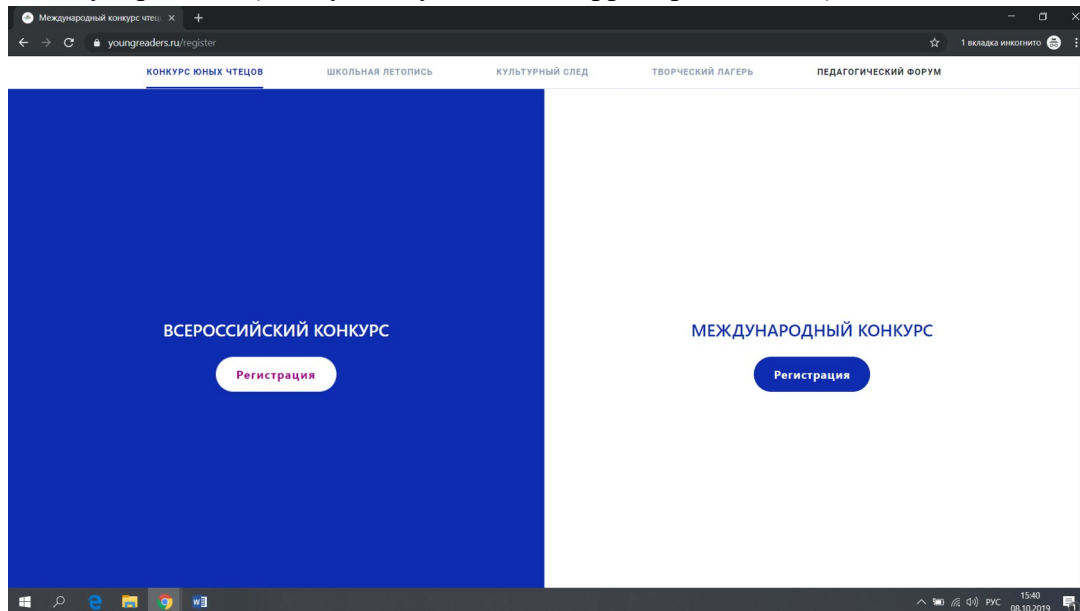 Международный конкурс чтец
youngreaders.ru/register
1 вкладка инкогнито
КОНКУРС ЮНЫХ ЧТЕЦОВ
ШКОЛЬНАЯ ЛЕТОПИСЬ
КУЛЬТУРНЫЙ СЛЕД
ТВОРЧЕСКИЙ ЛАГЕРЬ
ПЕДАГОГИЧЕСКИЙ ФОРУМ
ВСЕРОССИЙСКИЙ КОНКУРС
Регистрация
МЕЖДУНАРОДНЫЙ КОНКУРС
Регистрация
РУС
15:40
08.10.2019